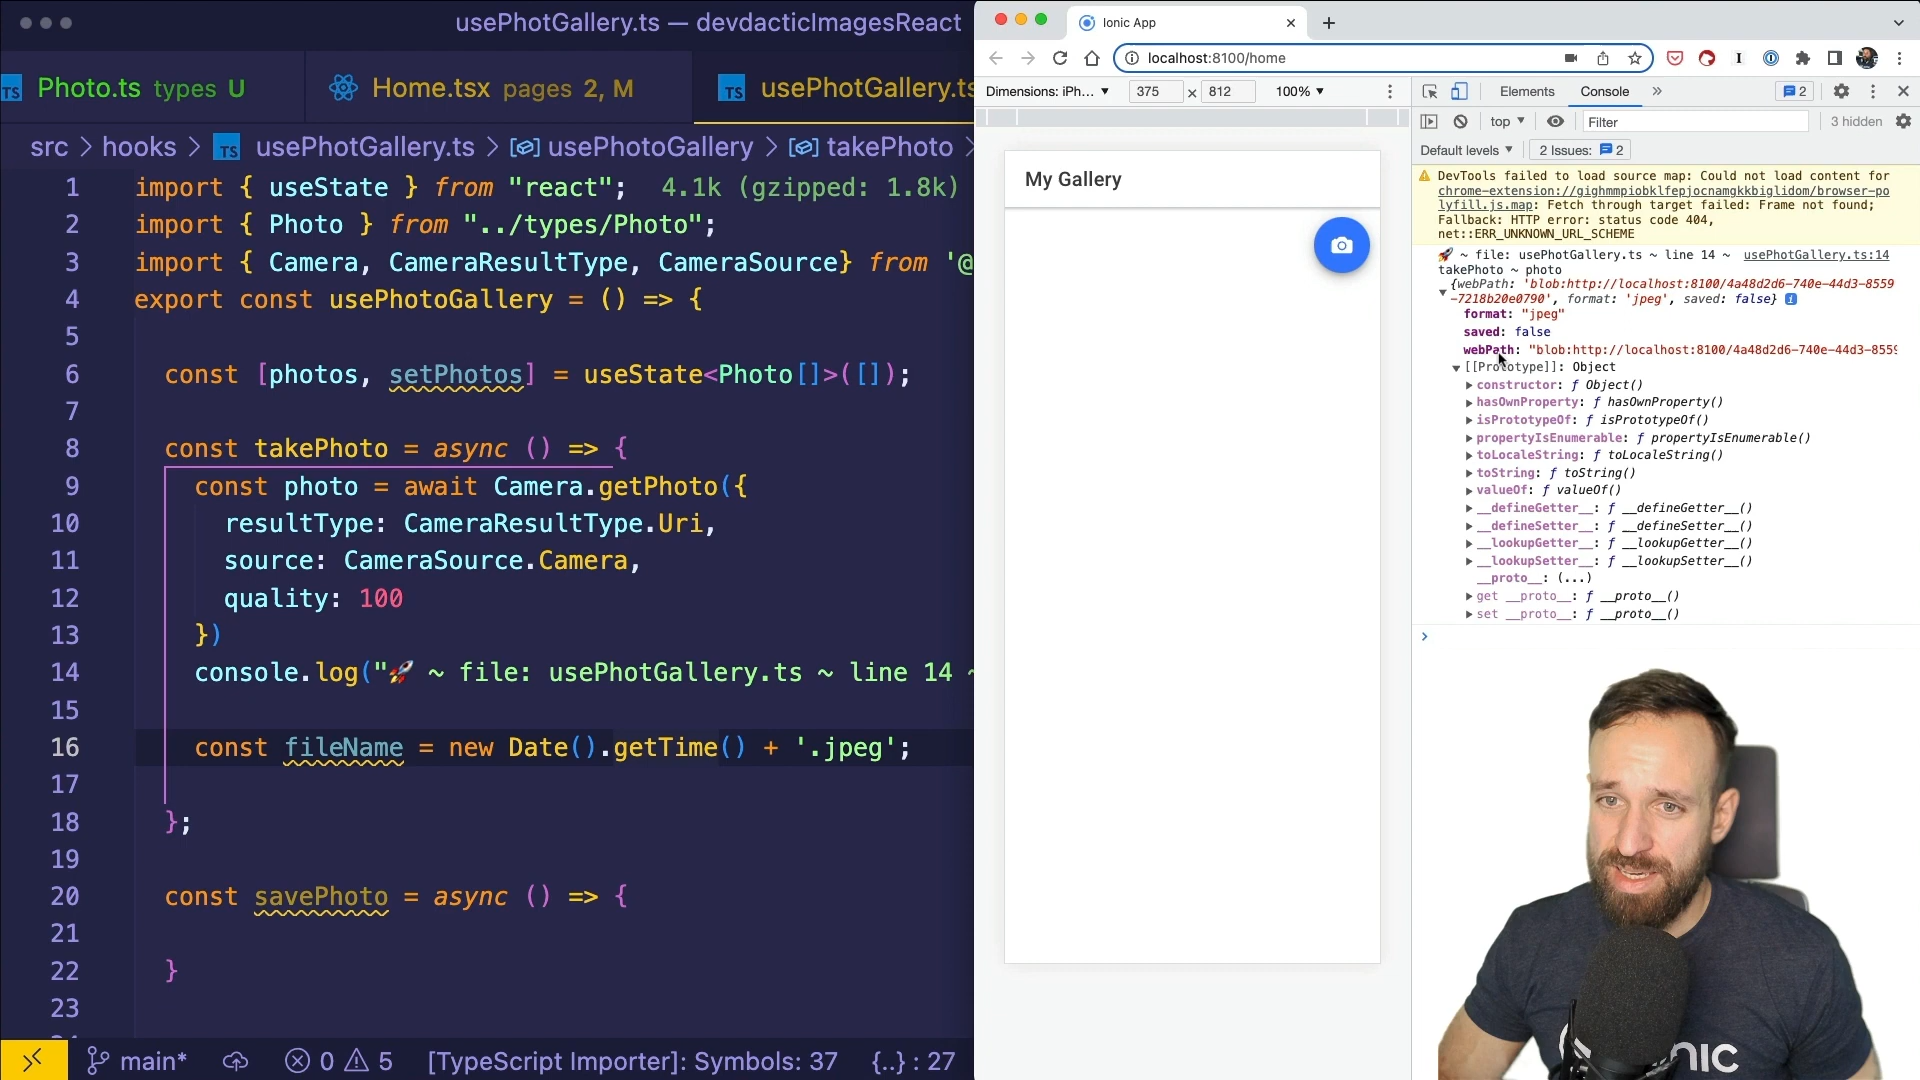 usePhotGallery.ts — devdacticImagesReact
TS Photo.ts types U
Home.tsx pages 2, M
TS usePhotGallery.ts
src > hooks > TS usePhotGallery.ts > usePhotoGallery > takePhoto >
1 import { useState } from "react"; 4.1k (gzipped: 1.8k)
2 import { Photo } from "../types/Photo";
3 import { Camera, CameraResultType, CameraSource} from '@
4 export const usePhotoGallery = () => {
5
6 const [photos, setPhotos] = useState<Photo[]>([]);
7
8 const takePhoto = async () => {
9 const photo = await Camera.getPhoto({
10 resultType: CameraResultType.Uri,
11 source: CameraSource.Camera,
12 quality: 100
13 })
14 console.log("🚀 ~ file: usePhotGallery.ts ~ line 14 ~
15
16 const fileName = new Date().getTime() + '.jpeg';
17
18 };
19
20 const savePhoto = async () => {
21
22 }
23
main* 0 5 [TypeScript Importer]: Symbols: 37 {..} : 27
Ionic App
localhost:8100/home
Dimensions: iPh... 375 x 812 100%
My Gallery
Elements Console » 2
top Filter 3 hidden
Default levels 2 Issues: 2
DevTools failed to load source map: Could not load content for
chrome-extension://gighmmpiobklfepjocnamgkkbiglidom/browser-po
lyfill.js.map: Fetch through target failed: Frame not found;
Fallback: HTTP error: status code 404,
net::ERR_UNKNOWN_URL_SCHEME
🚀 ~ file: usePhotGallery.ts ~ line 14 ~ usePhotGallery.ts:14
takePhoto ~ photo
{webPath: 'blob:http://localhost:8100/4a48d2d6-740e-44d3-8559
-7218b20e0790', format: 'jpeg', saved: false}
format: "jpeg"
saved: false
webPath: "blob:http://localhost:8100/4a48d2d6-740e-44d3-8559
[[Prototype]]: Object
constructor: ƒ Object()
hasOwnProperty: ƒ hasOwnProperty()
isPrototypeOf: ƒ isPrototypeOf()
propertyIsEnumerable: ƒ propertyIsEnumerable()
toLocaleString: ƒ toLocaleString()
toString: ƒ toString()
valueOf: ƒ valueOf()
__defineGetter__: ƒ __defineGetter__()
__defineSetter__: ƒ __defineSetter__()
__lookupGetter__: ƒ __lookupGetter__()
__lookupSetter__: ƒ __lookupSetter__()
__proto__: (...)
get __proto__: ƒ __proto__()
set __proto__: ƒ __proto__()